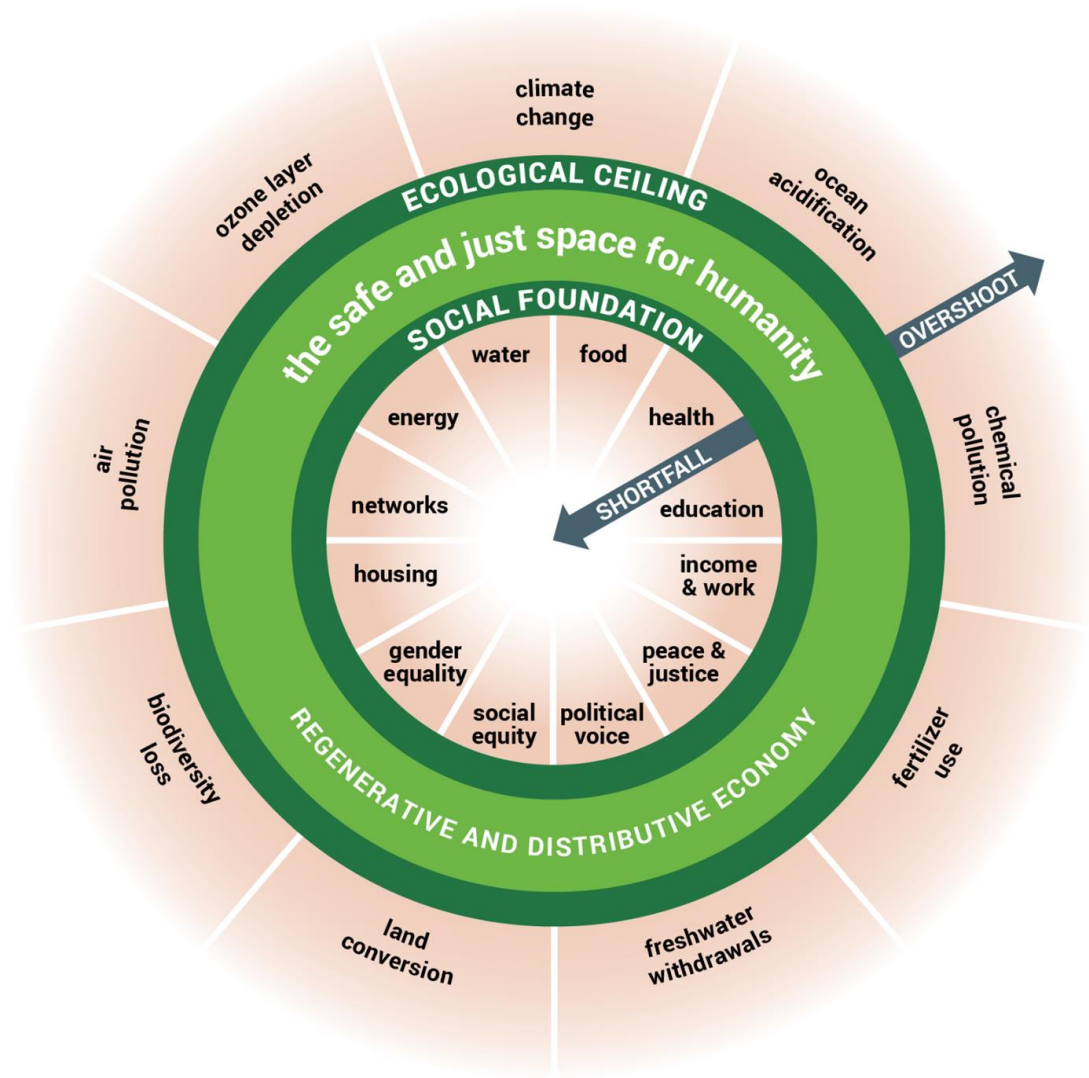 climate
change
ocean
acidification
OVERSHOOT
chemical
pollution
fertilizer
use
freshwater
withdrawals
land
conversion
biodiversity
loss
air
pollution
ozone layer
depletion
ECOLOGICAL CEILING
the safe and just space for humanity
SOCIAL FOUNDATION
water
food
energy
health
SHORTFALL
networks
education
housing
income
& work
gender
equality
peace &
justice
social
equity
political
voice
REGENERATIVE AND DISTRIBUTIVE ECONOMY